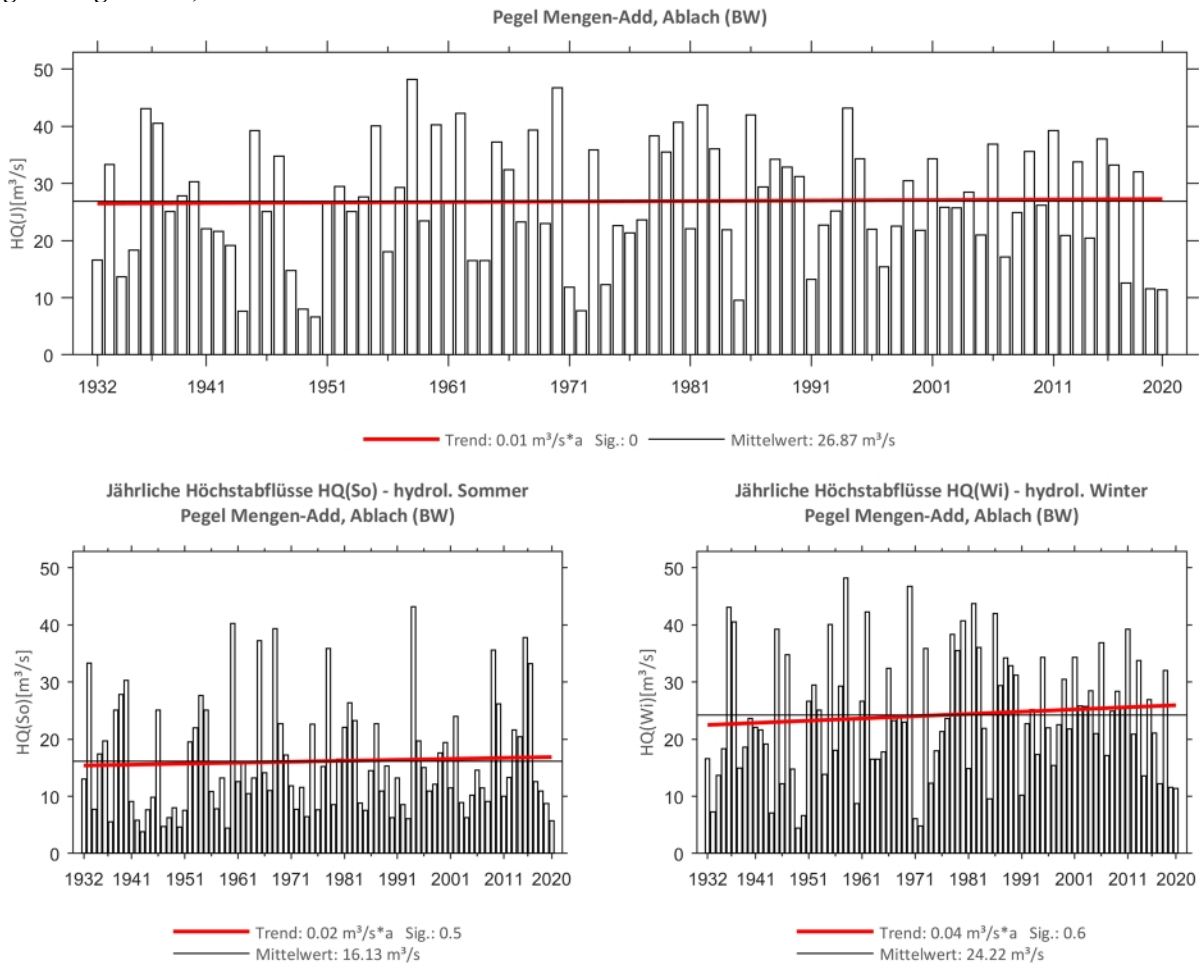 Pegel Mengen-Add, Ablach (BW)
HQ(J)[m³/s]
50
40
30
20
10
0
1932 1941 1951 1961 1971 1981 1991 2001 2011 2020
Trend: 0.01 m³/s*a Sig.: 0 Mittelwert: 26.87 m³/s
Jährliche Höchstabflüsse HQ(So) - hydrol. Sommer
Pegel Mengen-Add, Ablach (BW)
HQ(So)[m³/s]
50
40
30
20
10
0
1932 1941 1951 1961 1971 1981 1991 2001 2011 2020
Trend: 0.02 m³/s*a Sig.: 0.5
Mittelwert: 16.13 m³/s
Jährliche Höchstabflüsse HQ(Wi) - hydrol. Winter
Pegel Mengen-Add, Ablach (BW)
HQ(Wi)[m³/s]
50
40
30
20
10
0
1932 1941 1951 1961 1971 1981 1991 2001 2011 2020
Trend: 0.04 m³/s*a Sig.: 0.6
Mittelwert: 24.22 m³/s